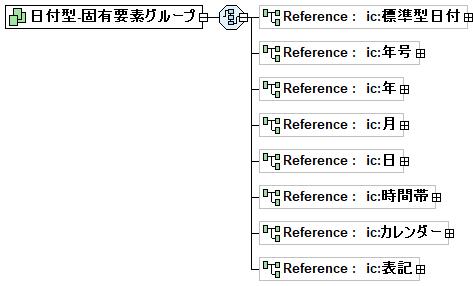 日付型-固有要素グループ
Reference : ic:標準型日付
Reference : ic:年号
Reference : ic:年
Reference : ic:月
Reference : ic:日
Reference : ic:時間帯
Reference : ic:カレンダー
Reference : ic:表記